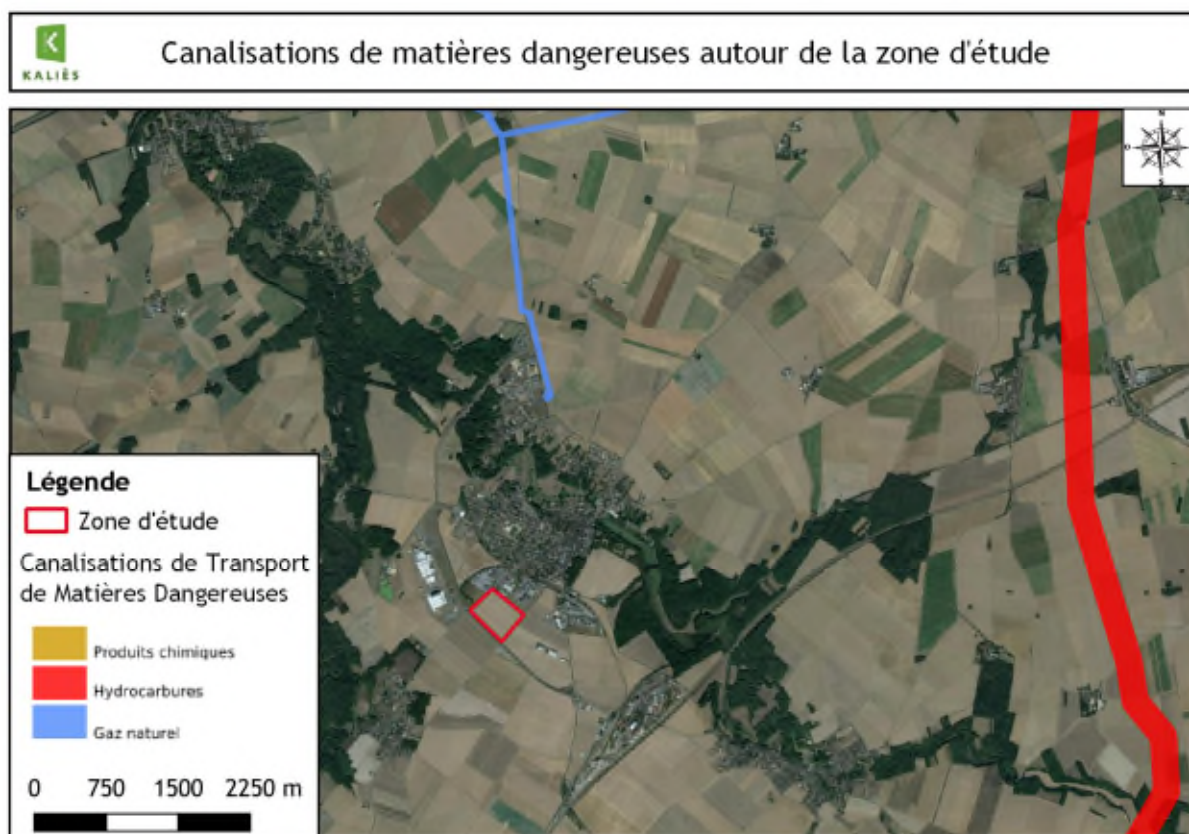 KALIÈS
Canalisations de matières dangereuses autour de la zone d'étude
N
O
S
Légende
Zone d'étude
Canalisations de Transport
de Matières Dangereuses
Produits chimiques
Hydrocarbures
Gaz naturel
0 750 1500 2250 m